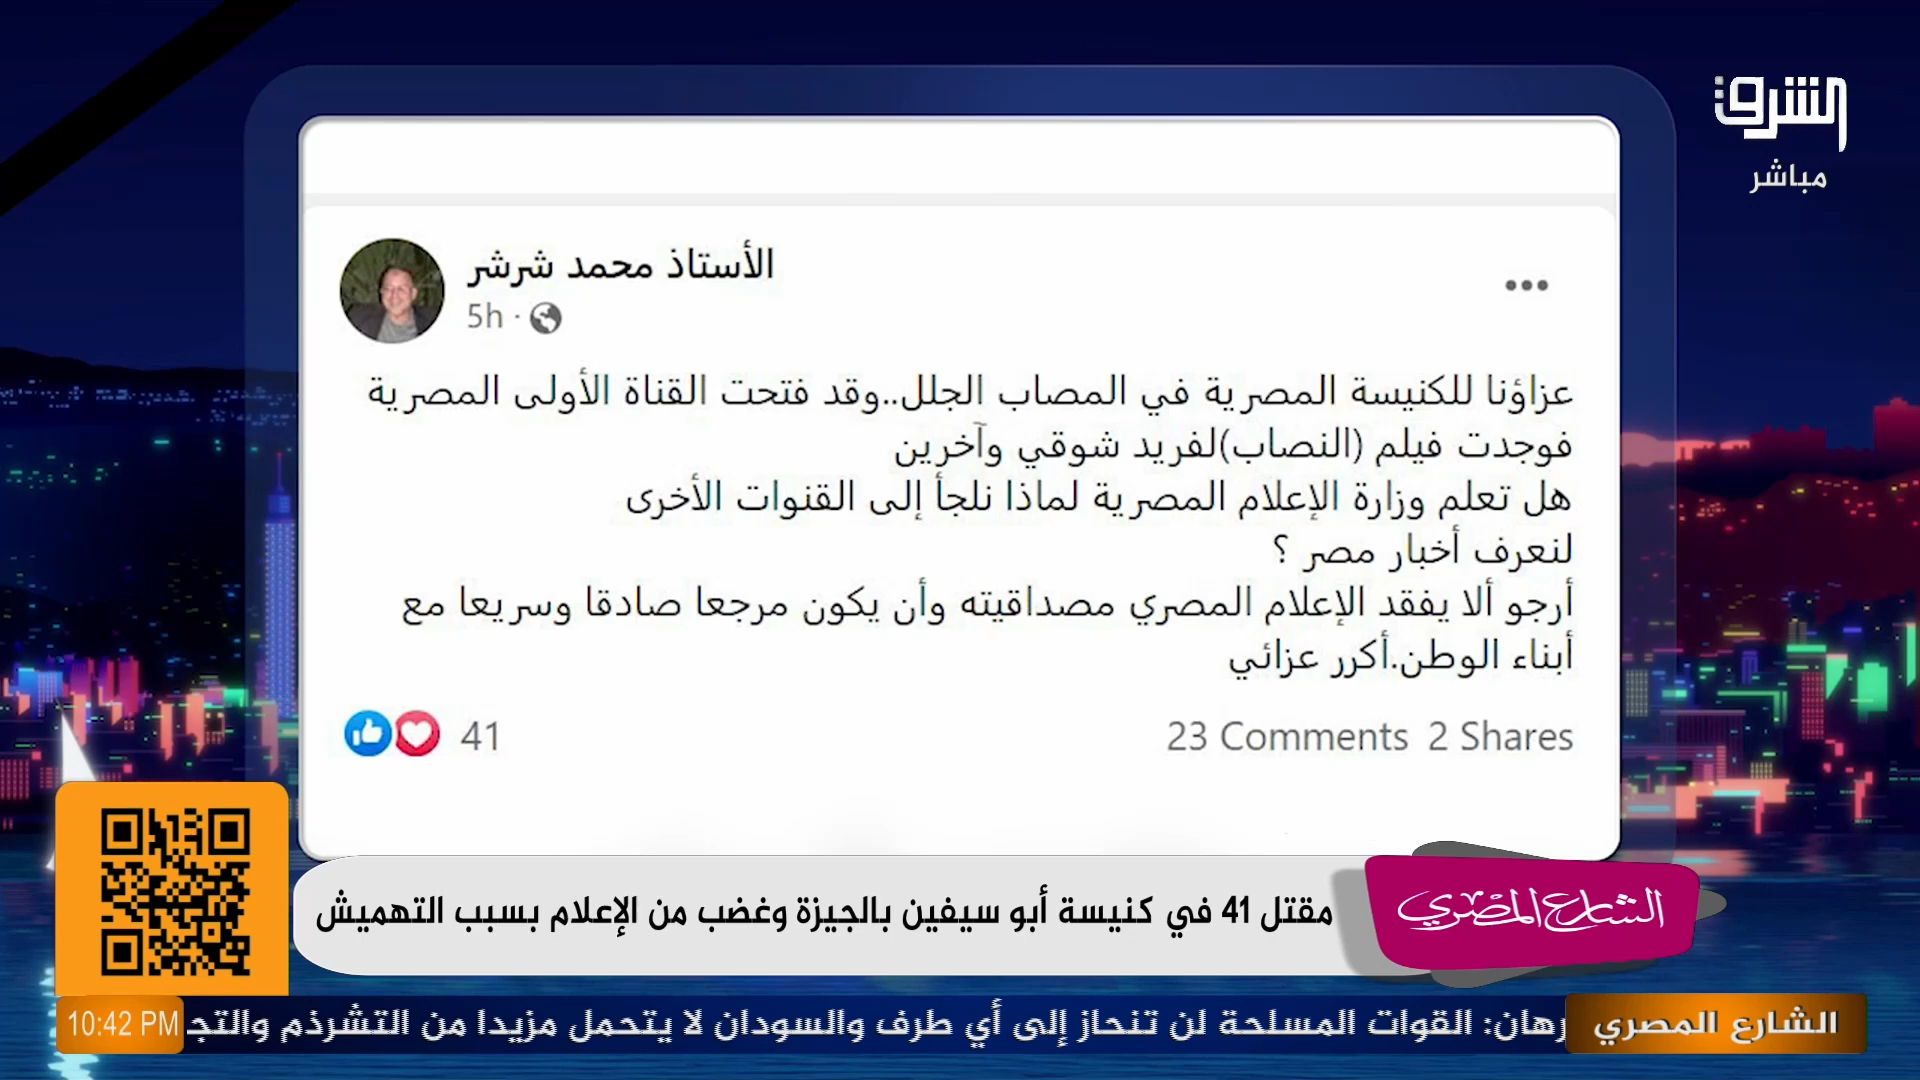 الشرق
مباشر
الأستاذ محمد شرشر
5h
عزاؤنا للكنيسة المصرية في المصاب الجلل..وقد فتحت القناة الأولى المصرية
فوجدت فيلم (النصاب)لفريد شوقي وآخرين
هل تعلم وزارة الإعلام المصرية لماذا نلجأ إلى القنوات الأخرى
لنعرف أخبار مصر ؟
أرجو ألا يفقد الإعلام المصري مصداقيته وأن يكون مرجعا صادقا وسريعا مع
أبناء الوطن.أكرر عزائي
41
23 Comments 2 Shares
الشارع المصري
مقتل 41 في كنيسة أبو سيفين بالجيزة وغضب من الإعلام بسبب التهميش
الشارع المصري
رهان: القوات المسلحة لن تنحاز إلى أي طرف والسودان لا يتحمل مزيدا من التشرذم والتج
10:42 PM